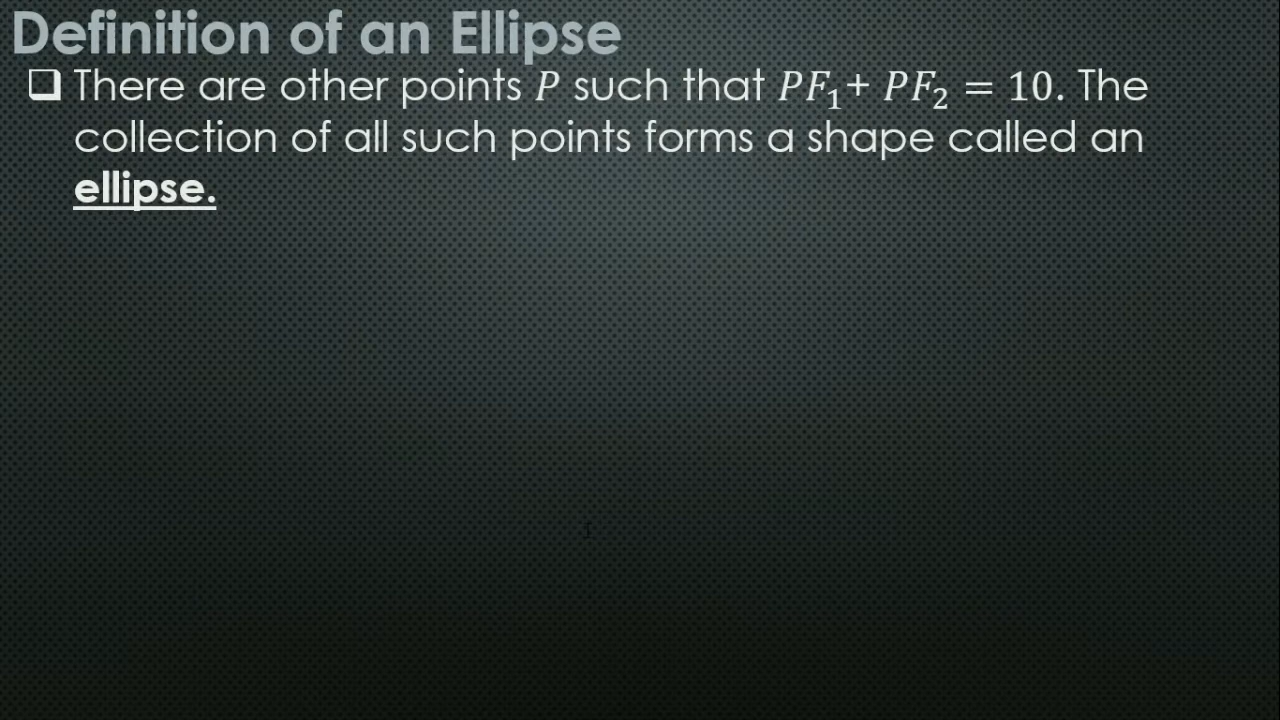 Definition of an Ellipse
❑ There are other points P such that PF₁+ PF₂ = 10. The
collection of all such points forms a shape called an
ellipse.